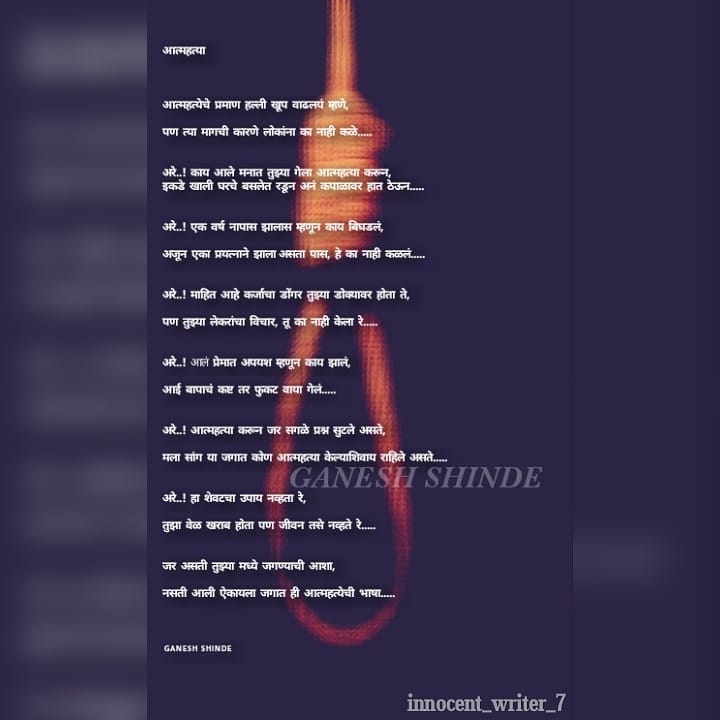 आत्महत्या
आत्महत्येचे प्रमाण हल्ली खूप वाढलयं म्हणे,
पण त्या मागची कारणे लोकांना का नाही कळे.....
अरे..! काय आले मनात तुझ्या गेला आत्महत्या करून,
इकडे खाली घरचे बसलेत रडून अनं कपाळावर हात ठेऊन.....
अरे..! एक वर्ष नापास झालास म्हणून काय बिघडलं,
अजून एका प्रयत्नाने झाला असता पास, हे का नाही कळलं.....
अरे..! माहित आहे कर्जाचा डोंगर तुझ्या डोक्यावर होता ते,
पण तुझ्या लेकरांचा विचार, तू का नाही केला रे.....
अरे..! आलं प्रेमात अपयश म्हणून काय झालं,
आई बापाचं कष्ट तर फुकट वाया गेलं.....
अरे..! आत्महत्या करून जर सगळे प्रश्न सुटले असते,
मला सांग या जगात कोण आत्महत्या केल्याशिवाय राहिले असते.....
GANESH SHINDE
अरे..! हा शेवटचा उपाय नव्हता रे,
तुझा वेळ खराब होता पण जीवन तसे नव्हते रे.....
जर असती तुझ्या मध्ये जगण्याची आशा,
नसती आली ऐकायला जगात ही आत्महत्येची भाषा.....
GANESH SHINDE
innocent_writer_7